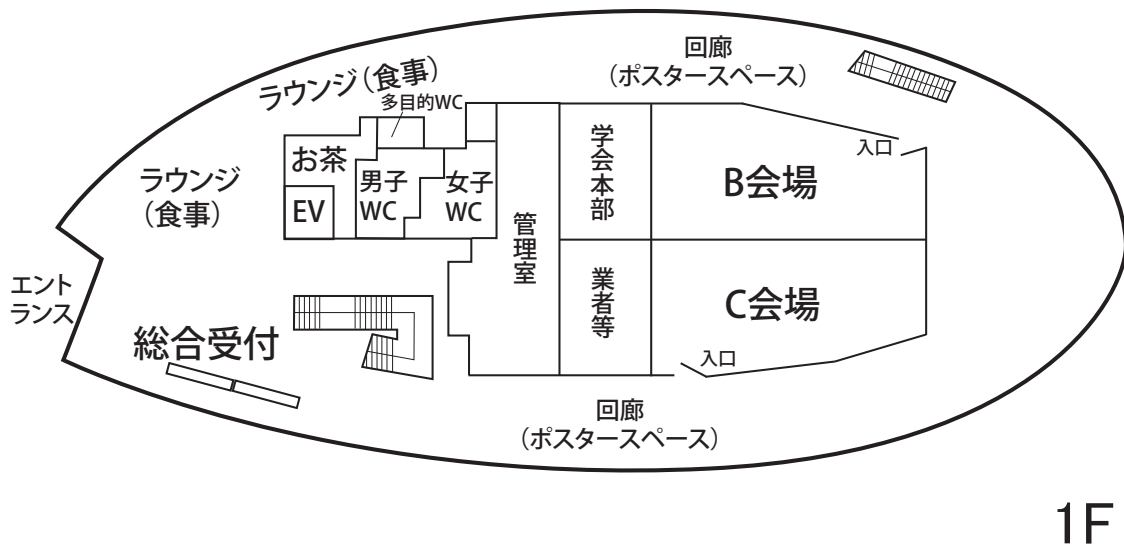 回廊
（ポスタースペース）
ラウンジ（食事）
多目的WC
お茶
EV
男子
WC
女子
WC
ラウンジ
（食事）
管理室
学会本部
B会場
入口
エント
ランス
総合受付
業者等
C会場
入口
回廊
（ポスタースペース）
1F